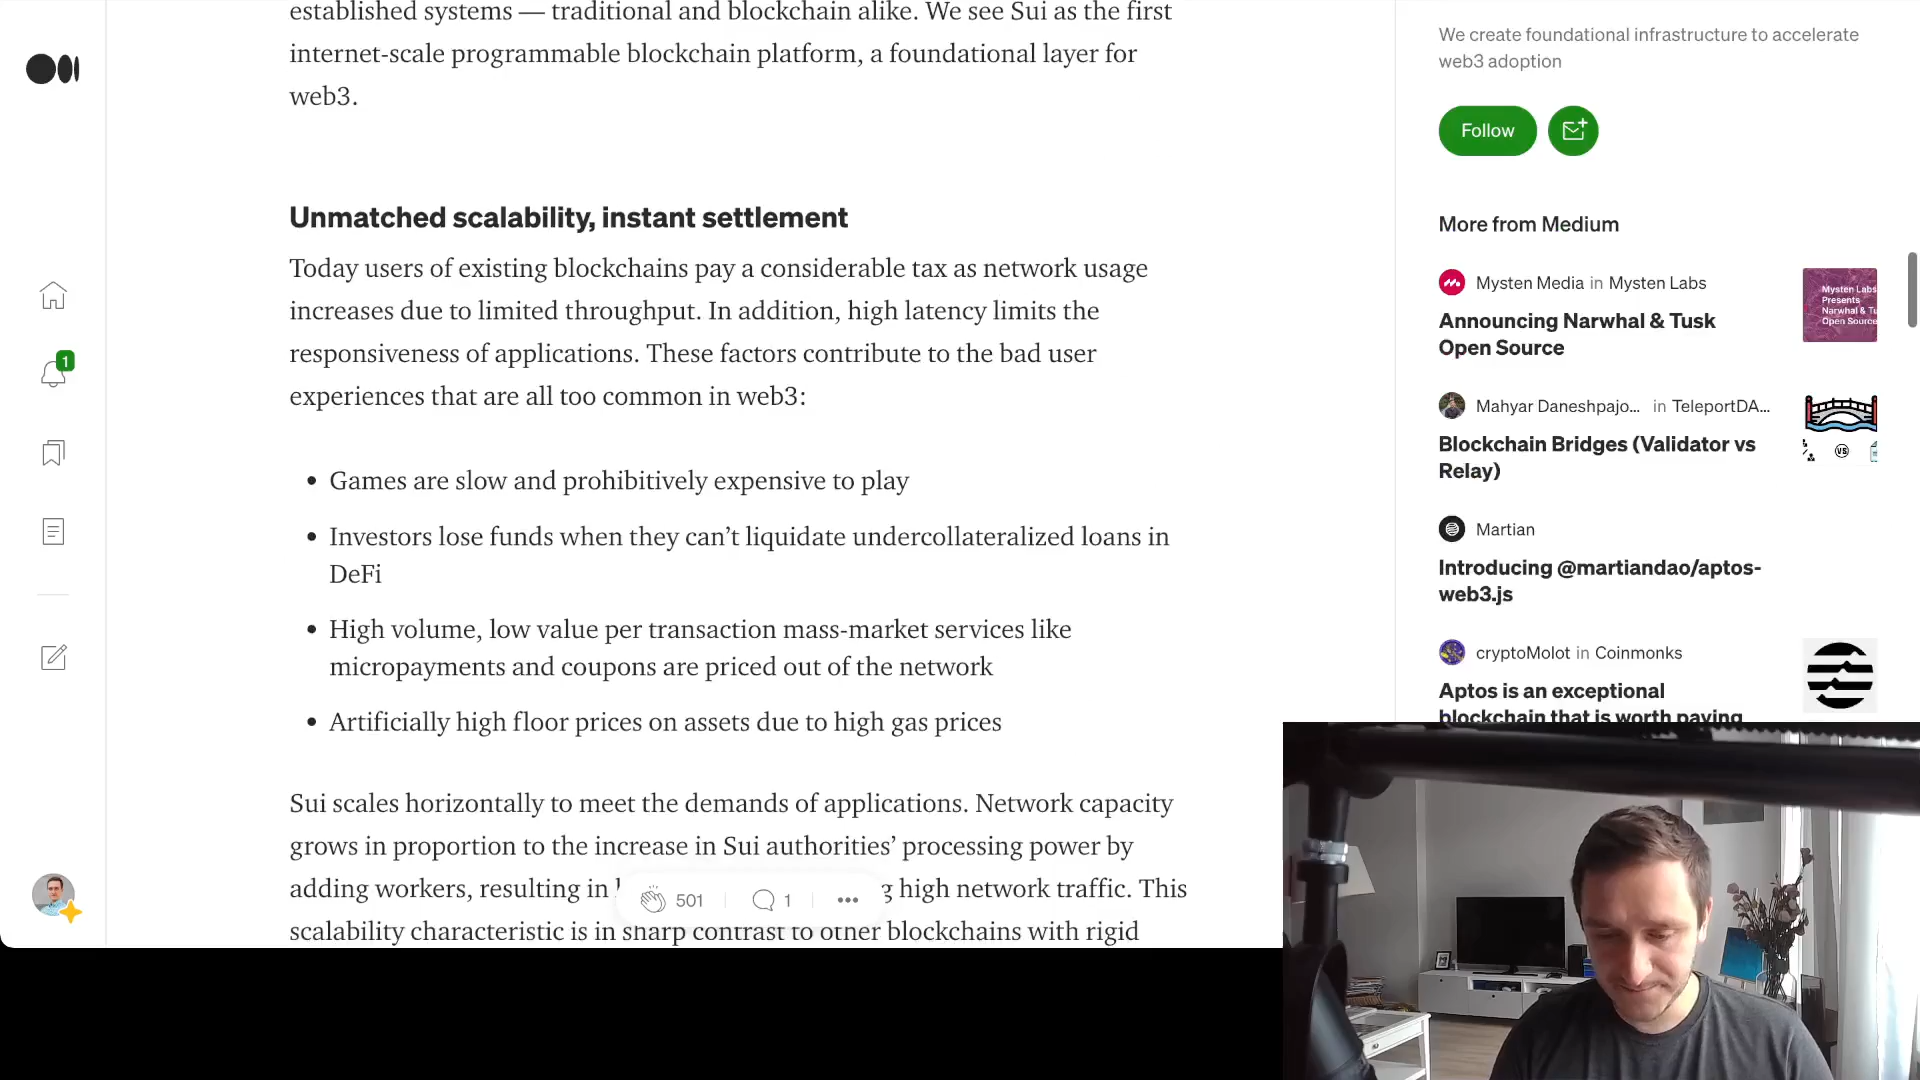 established systems — traditional and blockchain alike. We see Sui as the first
internet-scale programmable blockchain platform, a foundational layer for
web3.
Unmatched scalability, instant settlement
Today users of existing blockchains pay a considerable tax as network usage
increases due to limited throughput. In addition, high latency limits the
responsiveness of applications. These factors contribute to the bad user
experiences that are all too common in web3:
• Games are slow and prohibitively expensive to play
• Investors lose funds when they can’t liquidate undercollateralized loans in
DeFi
• High volume, low value per transaction mass-market services like
micropayments and coupons are priced out of the network
• Artificially high floor prices on assets due to high gas prices
Sui scales horizontally to meet the demands of applications. Network capacity
grows in proportion to the increase in Sui authorities’ processing power by
adding workers, resulting in high network traffic. This
scalability characteristic is in sharp contrast to other blockchains with rigid
501
1
1
We create foundational infrastructure to accelerate
web3 adoption
Follow
More from Medium
Mysten Media in Mysten Labs
Announcing Narwhal & Tusk
Open Source
Mysten Labs
Presents
Narwhal & Tu
Open Source
Mahyar Daneshpajo... in TeleportDA...
Blockchain Bridges (Validator vs
Relay)
VS
Martian
Introducing @martiandao/aptos-
web3.js
cryptoMolot in Coinmonks
Aptos is an exceptional
blockchain that is worth paying